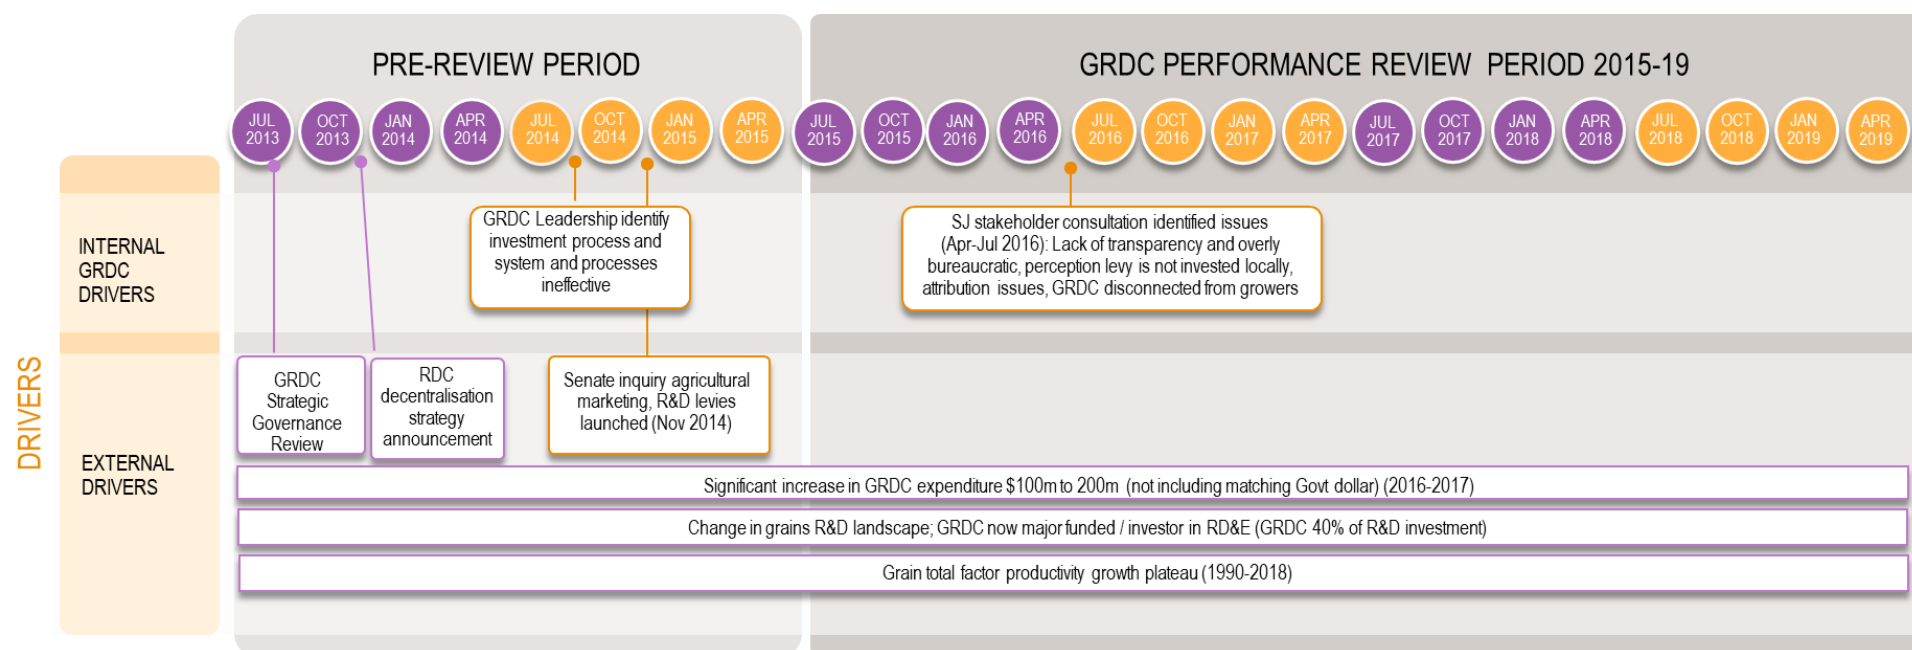 PRE-REVIEW PERIOD
GRDC PERFORMANCE REVIEW PERIOD 2015-19
JUL
2013
OCT
2013
JAN
2014
APR
2014
JUL
2014
OCT
2014
JAN
2015
APR
2015
JUL
2015
OCT
2015
JAN
2016
APR
2016
JUL
2016
OCT
2016
JAN
2017
APR
2017
JUL
2017
OCT
2017
JAN
2018
APR
2018
JUL
2018
OCT
2018
JAN
2019
APR
2019
DRIVERS
INTERNAL
GRDC
DRIVERS
GRDC Leadership identify
investment process and
system and processes
ineffective
SJ stakeholder consultation identified issues
(Apr-Jul 2016): Lack of transparency and overly
bureaucratic, perception levy is not invested locally,
attribution issues, GRDC disconnected from growers
EXTERNAL
DRIVERS
GRDC
Strategic
Governance
Review
RDC
decentralisation
strategy
announcement
Senate inquiry agricultural
marketing, R&D levies
launched (Nov 2014)
Significant increase in GRDC expenditure $100m to 200m (not including matching Govt dollar) (2016-2017)
Change in grains R&D landscape; GRDC now major funded / investor in RD&E (GRDC 40% of R&D investment)
Grain total factor productivity growth plateau (1990-2018)